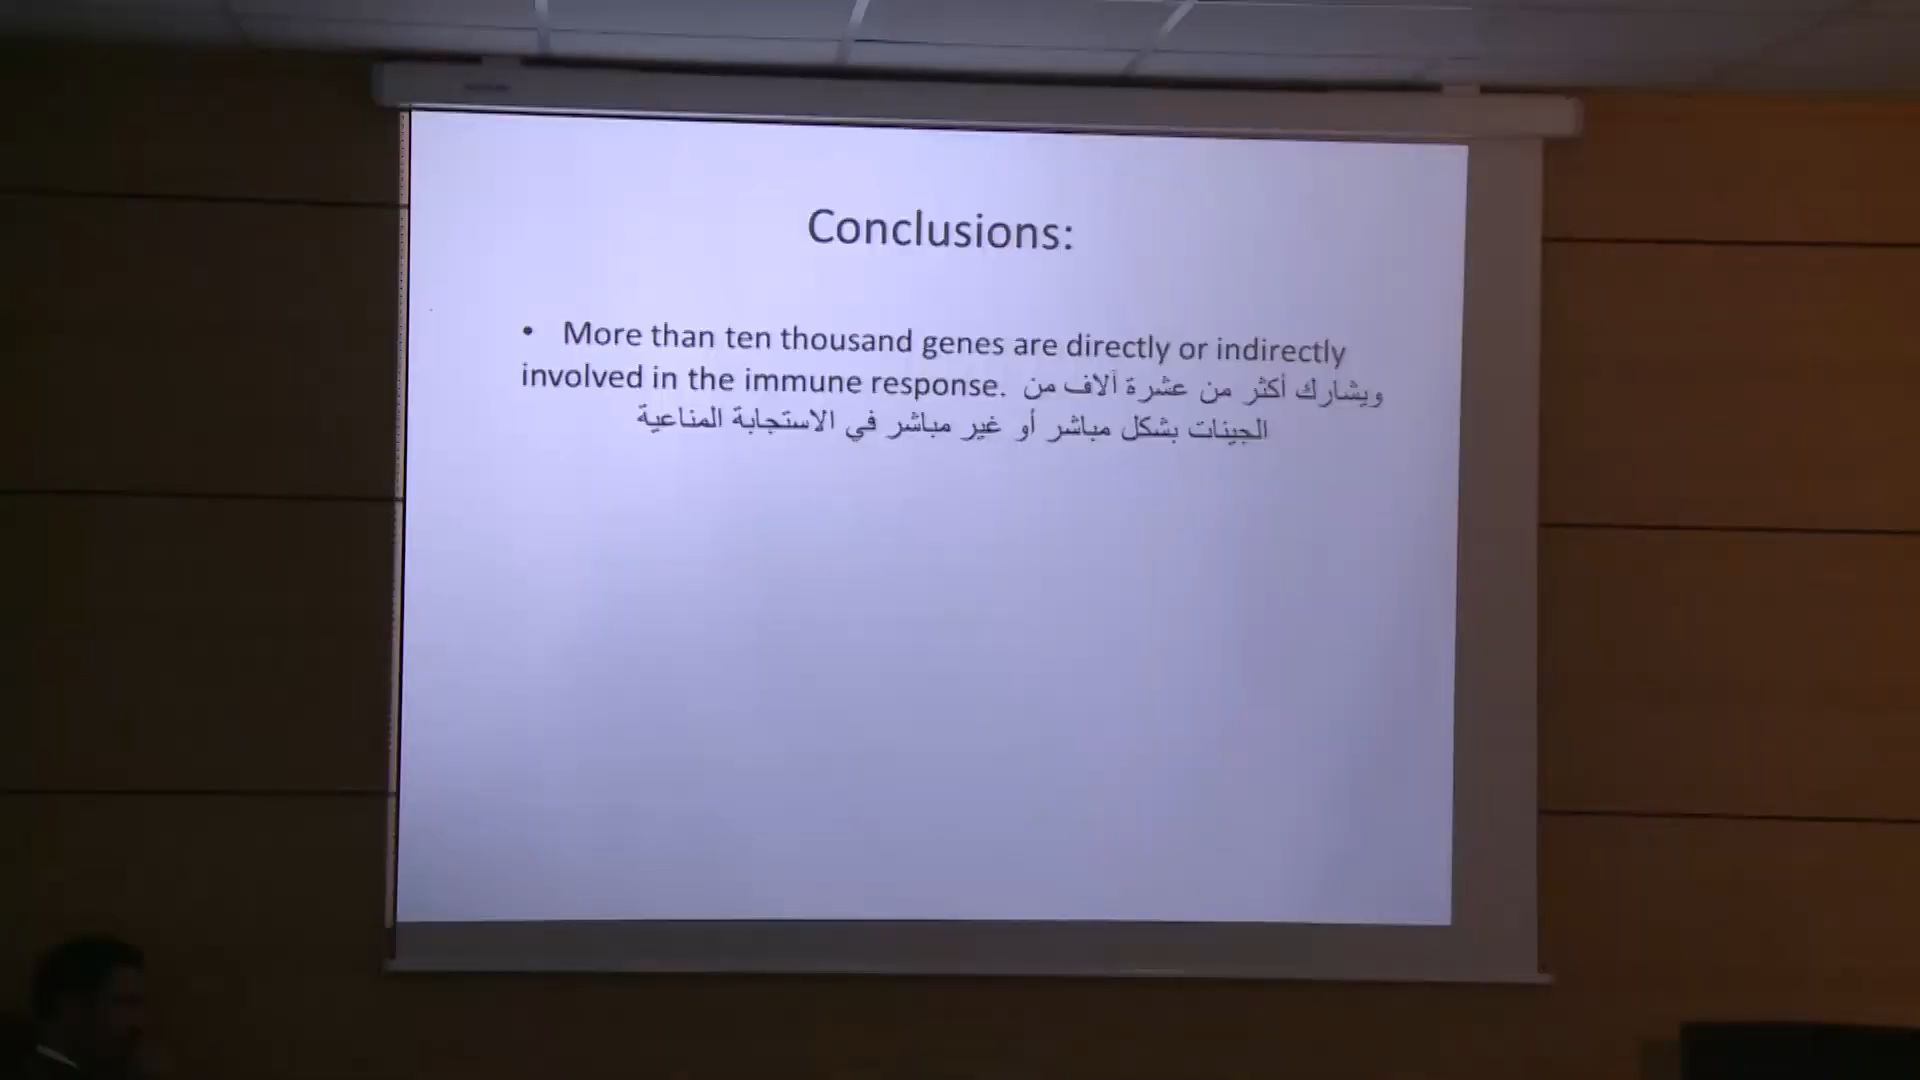 Conclusions:
• More than ten thousand genes are directly or indirectly
involved in the immune response. ويشارك أكثر من عشرة آلاف من
الجينات بشكل مباشر أو غير مباشر في الاستجابة المناعية